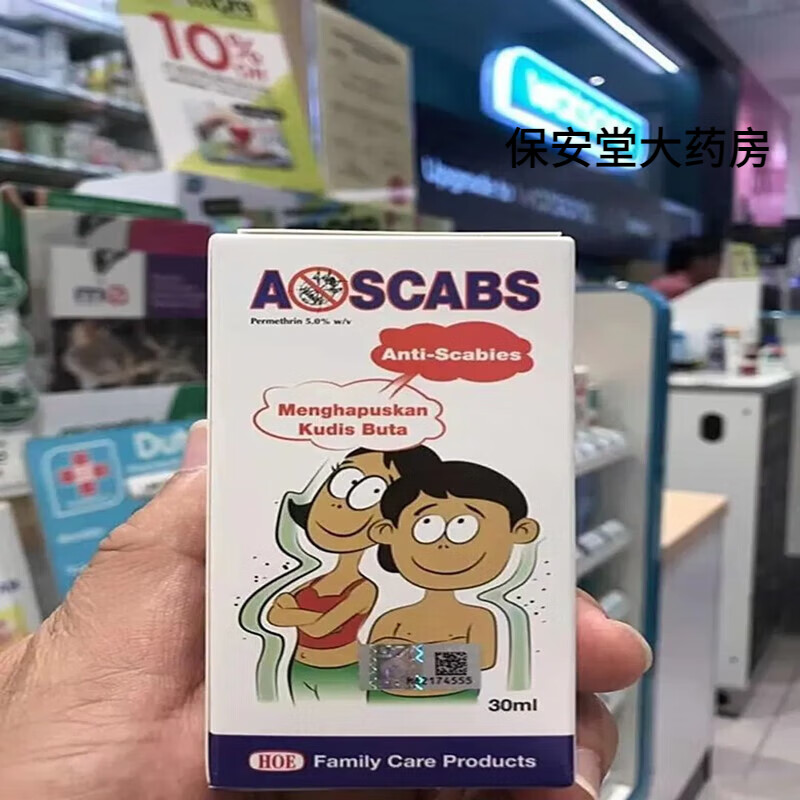 10%
保安堂大药房
A SCABS
Permethrin 5.0% w/v
Anti-Scabies
Menghapuskan
Kudis Buta
30ml
HOE Family Care Products